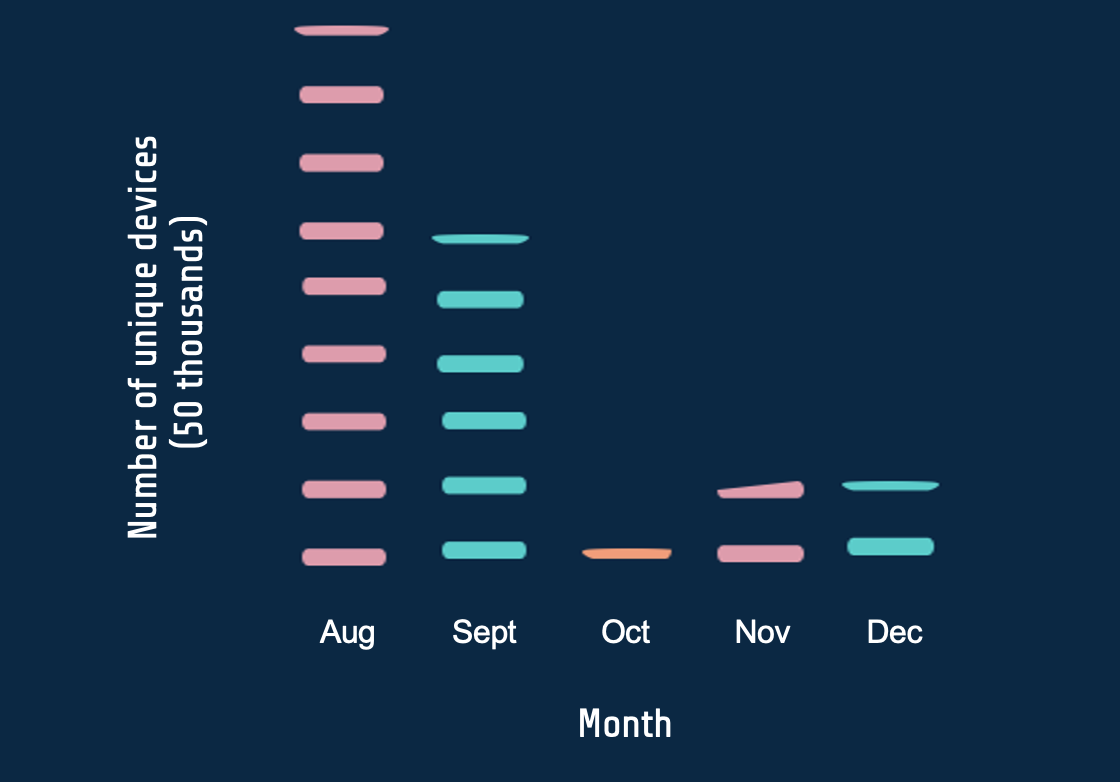 Number of unique devices
(50 thousands)
Aug Sept Oct Nov Dec
Month